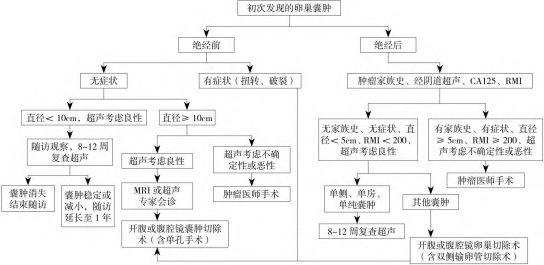 初次发现的卵巢囊肿
绝经前
绝经后
无症状
有症状（扭转、破裂）
肿瘤家族史、经阴道超声、CA125、RMI
直径＜10cm，超声考虑良性
直径≥10cm
无家族史、无症状、直
径＜5cm、RMI＜200、
超声考虑良性
有家族史、有症状、直径
≥5cm、RMI≥200、超
声考虑不确定性或恶性
随访观察，8-12周
复查超声
超声考虑良性
超声考虑不确
定性或恶性
肿瘤医师手术
囊肿消失
结束随访
囊肿稳定或
减小，随访
延长至1年
MRI或超声
专家会诊
肿瘤医师手术
单侧、单房、
单纯囊肿
其他囊肿
8-12周复查超声
开腹或腹腔镜囊肿切除
术（含单孔手术）
开腹或腹腔镜卵巢切除术
（含双侧输卵管切除术）